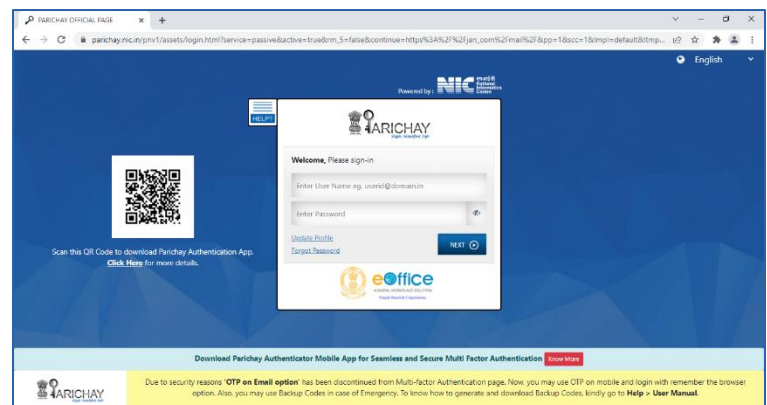 PARICHAY OFFICIAL PAGE
parichay.nic.in/pnv1/assets/login.html?service=passive&active=true&rm_5=false&continue=https%3A%2F%2Fjan_com%2Fmail%2F&pp=1&scc=1&impl=default&ltmp...
English
Powered by: NIC
National
Informatics
Centre
HELP?
PARICHAY
Welcome, Please sign-in
Enter User Name eg. userid@domain.in
Enter Password
Update Profile
Forgot Password
NEXT
Scan this QR Code to download Parichay Authentication App.
Click Here for more details.
eOffice
Download Parichay Authenticator Mobile App for Seamless and Secure Multi Factor Authentication Know More
PARICHAY
Due to security reasons 'OTP on Email option' has been discontinued from Multi-factor Authentication page. Now, you may use OTP on mobile and login with remember the browser
option. Also, you may use Backup Codes in case of Emergency. To know how to generate and download Backup Codes, kindly go to Help > User Manual.